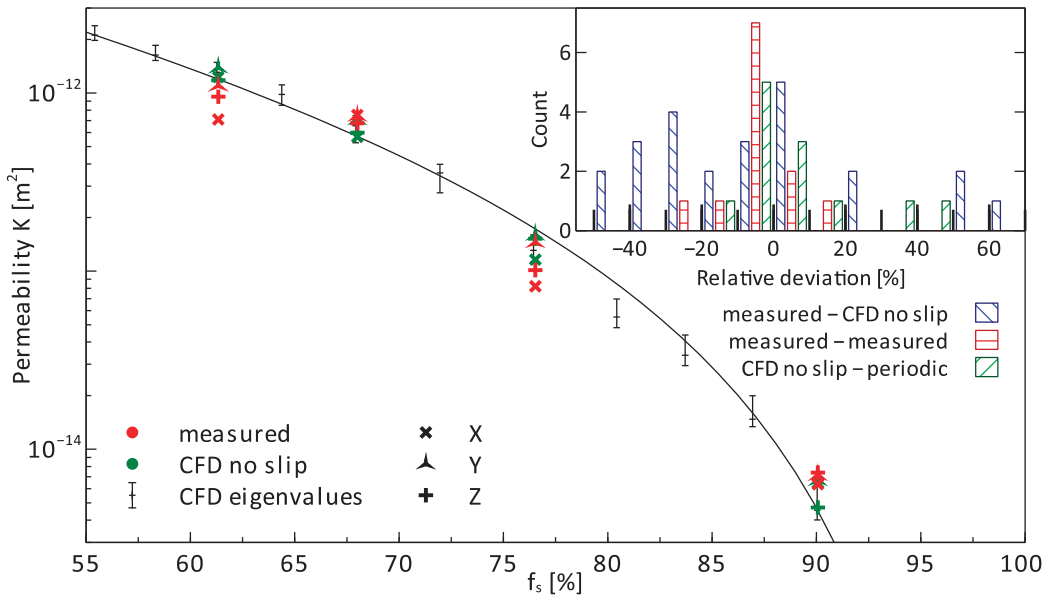 6
4
2
0
Count
−40 −20 0 20 40 60
Relative deviation [%]
measured – CFD no slip
measured – measured
CFD no slip – periodic
10⁻¹²
10⁻¹⁴
Permeability K [m²]
measured
CFD no slip
CFD eigenvalues
X
Y
Z
55 60 65 70 75 80 85 90 95 100
fₛ [%]